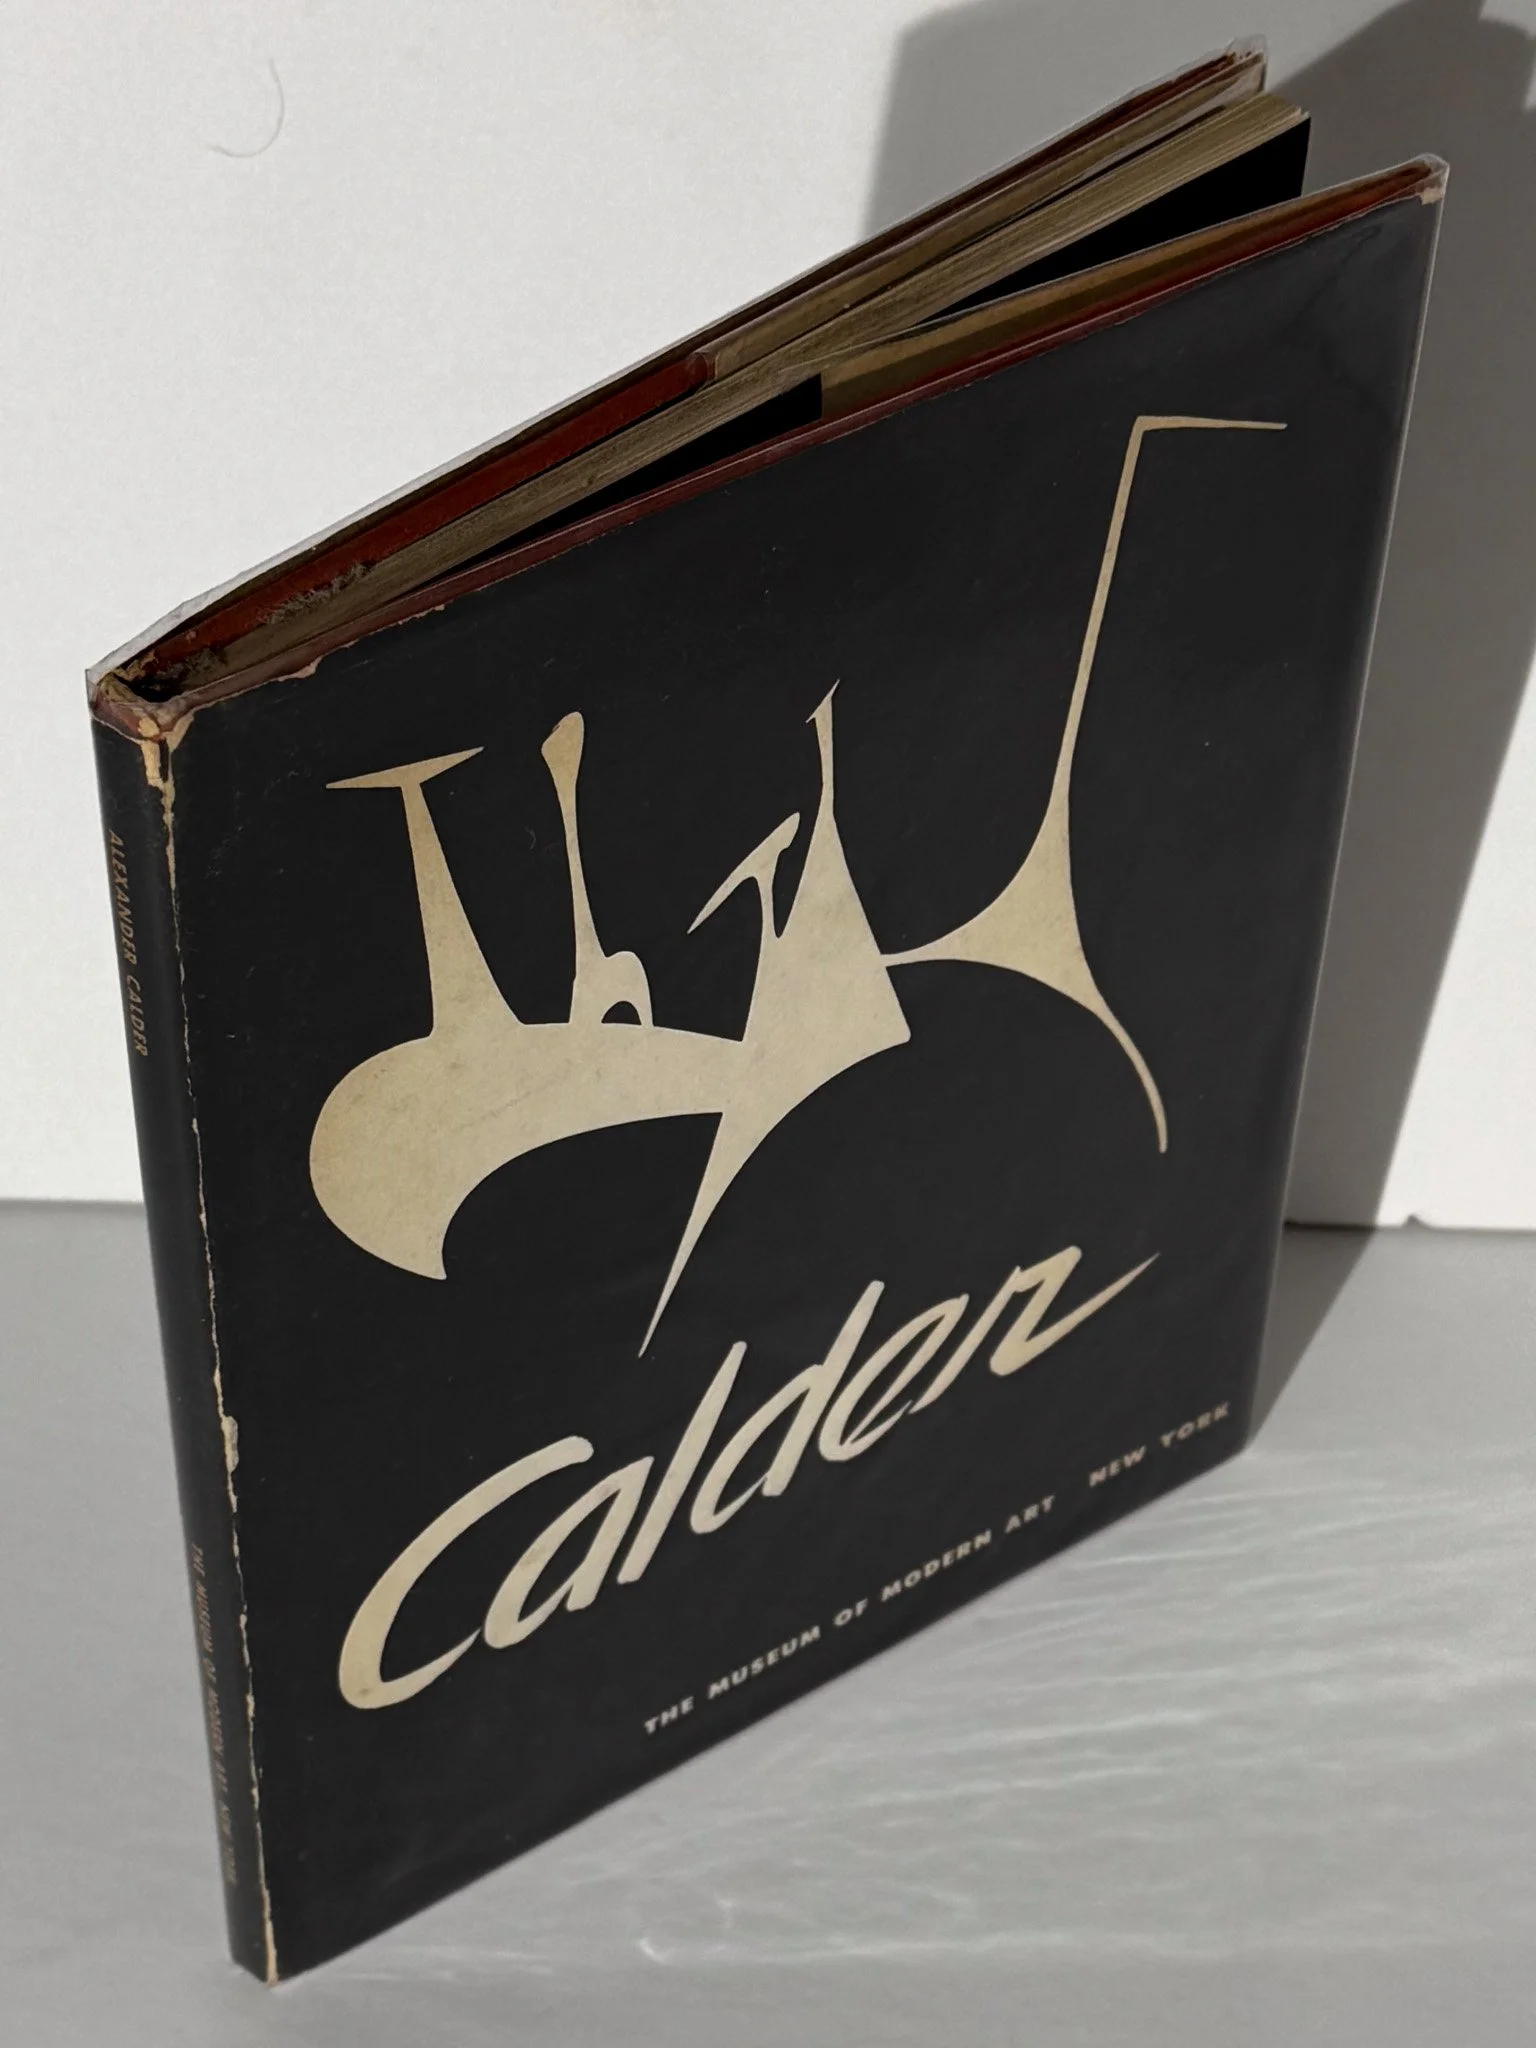 ALEXANDER CALDER
THE MUSEUM OF MODERN ART, NEW YORK
Calder
THE MUSEUM OF MODERN ART NEW YORK